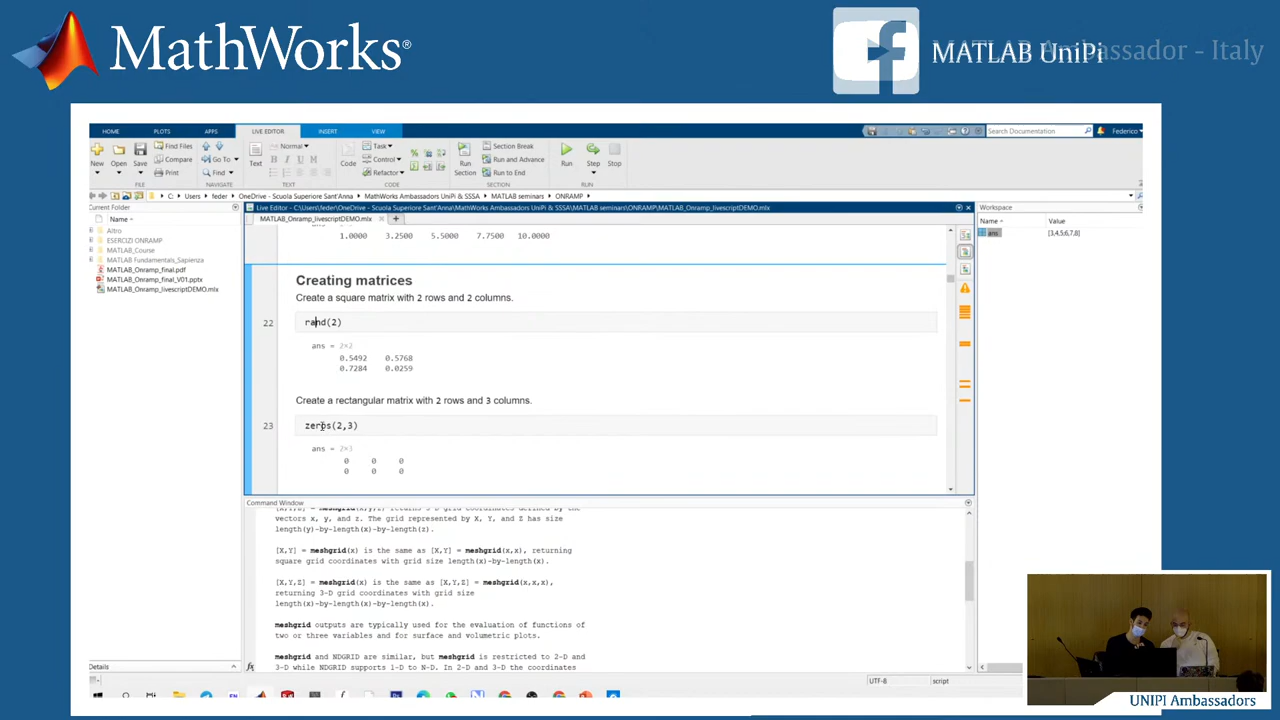 MathWorks®
MATLAB UniPi
MATLAB Ambassador - Italy
HOME PLOTS APPS LIVE EDITOR INSERT VIEW
Search Documentation
Federico
New Open Save
Find Files
Compare
Print
Go To
Find
Text
Normal
B I U M
Code
Task
Control
Refactor
Run Section
Section Break
Run and Advance
Run to End
Run Step Stop
FILE NAVIGATE TEXT CODE SECTION RUN
C: Users feder OneDrive - Scuola Superiore Sant'Anna MathWorks Ambassadors UniPi & SSSA MATLAB seminars ONRAMP
Current Folder
Name
Altro
ESERCIZI ONRAMP
MATLAB_Course
MATLAB Fundamentals_Sapienza
MATLAB_Onramp_final.pdf
MATLAB_Onramp_final_V01.pptx
MATLAB_Onramp_livescriptDEMO.mlx
Details
Live Editor - C:\Users\feder\OneDrive - Scuola Superiore Sant'Anna\MathWorks Ambassadors UniPi & SSSA\MATLAB seminars\ONRAMP\MATLAB_Onramp_livescriptDEMO.mlx
MATLAB_Onramp_livescriptDEMO.mlx
1.0000 3.2500 5.5000 7.7500 10.0000
Creating matrices
Create a square matrix with 2 rows and 2 columns.
22 rand(2)
ans = 2×2
0.5492 0.5768
0.7284 0.0259
Create a rectangular matrix with 2 rows and 3 columns.
23 zeros(2,3)
ans = 2×3
0 0 0
0 0 0
Workspace
Name Value
ans [3,4,5;6,7,8]
Command Window
vectors x, y, and z. The grid represented by X, Y, and Z has size
length(y)-by-length(x)-by-length(z).
[X,Y] = meshgrid(x) is the same as [X,Y] = meshgrid(x,x), returning
square grid coordinates with grid size length(x)-by-length(x).
[X,Y,Z] = meshgrid(x) is the same as [X,Y,Z] = meshgrid(x,x,x),
returning 3-D grid coordinates with grid size
length(x)-by-length(x)-by-length(x).
meshgrid outputs are typically used for the evaluation of functions of
two or three variables and for surface and volumetric plots.
meshgrid and NDGRID are similar, but meshgrid is restricted to 2-D and
3-D while NDGRID supports 1-D to N-D. In 2-D and 3-D the coordinates
fx
UTF-8 script
EN
UNIPI Ambassadors